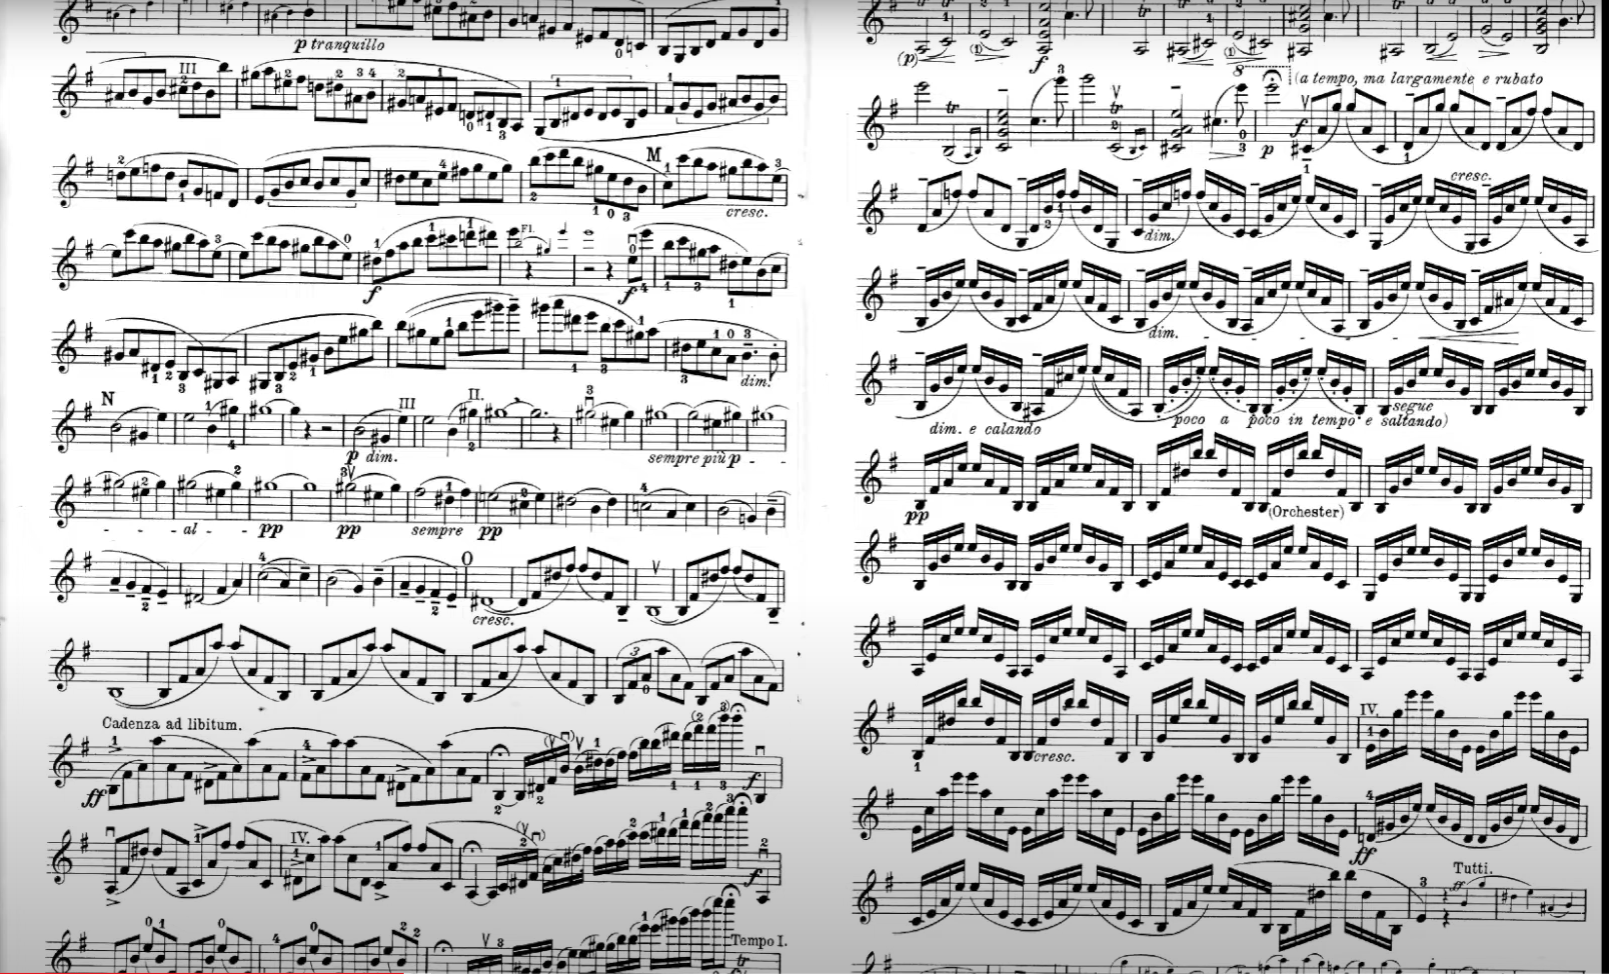 p tranquillo
III
M
cresc.
f
Fl.
f
dim.
N
III
II.
p dim.
sempre più p - -
- - - al - - pp
pp
sempre pp
O
cresc.
Cadenza ad libitum.
ff
f
IV.
f
Tempo I.
(p)
f
8
(a tempo, ma largamente e rubato
p
f
cresc.
dim.
dim.
dim. e calando
poco a poco in tempo e saltando)
segue
pp
(Orchester)
cresc.
IV.
ff
Tutti.
ff